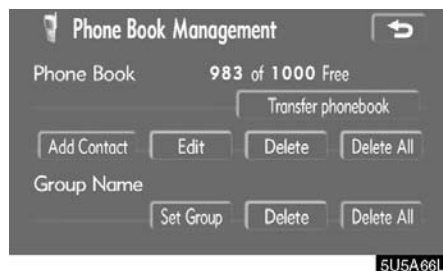 Phone Book Management
Phone Book 983 of 1000 Free
Transfer phonebook
Add Contact Edit Delete Delete All
Group Name
Set Group Delete Delete All
5U5A66I